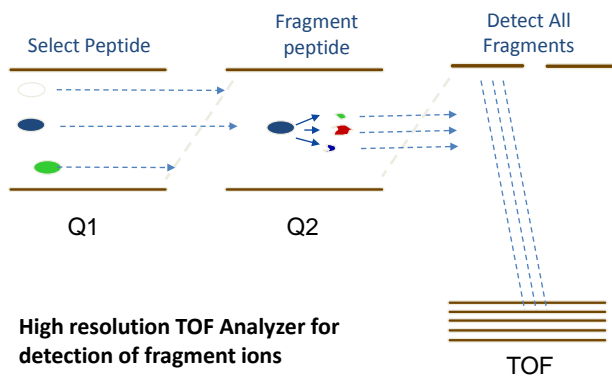 Select Peptide
Fragment
peptide
Detect All
Fragments
Q1
Q2
High resolution TOF Analyzer for
detection of fragment ions
TOF